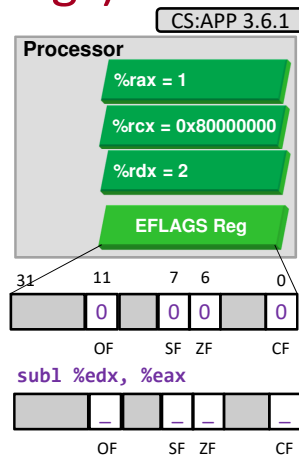 CS:APP 3.6.1
Processor
%rax = 1
%rcx = 0x80000000
%rdx = 2
EFLAGS Reg
31 11 7 6 0
0 0 0 0
OF SF ZF CF
subl %edx, %eax
_ _ _ _
OF SF ZF CF